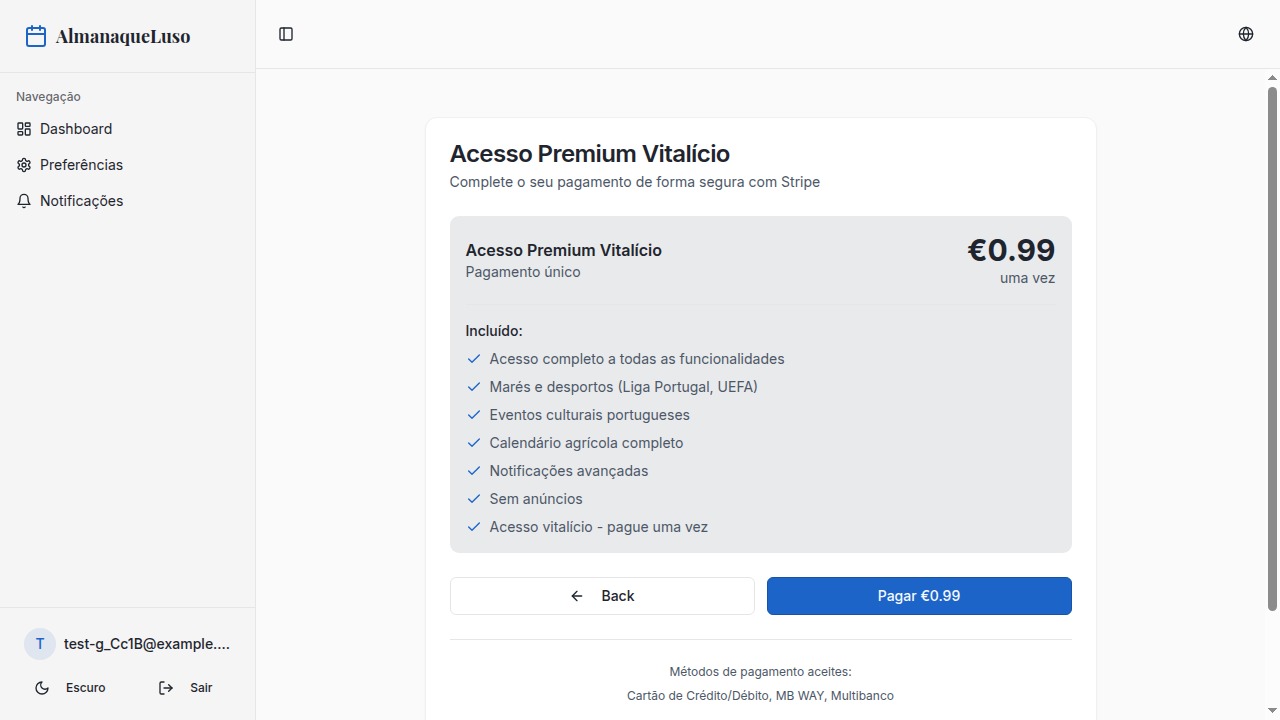 AlmanaqueLuso
Navegação
Dashboard
Preferências
Notificações
test-g_Cc1B@example....
Escuro
Sair
Acesso Premium Vitalício
Complete o seu pagamento de forma segura com Stripe
Acesso Premium Vitalício
Pagamento único
€0.99
uma vez
Incluído:
Acesso completo a todas as funcionalidades
Marés e desportos (Liga Portugal, UEFA)
Eventos culturais portugueses
Calendário agrícola completo
Notificações avançadas
Sem anúncios
Acesso vitalício - pague uma vez
Back
Pagar €0.99
Métodos de pagamento aceites:
Cartão de Crédito/Débito, MB WAY, Multibanco
T